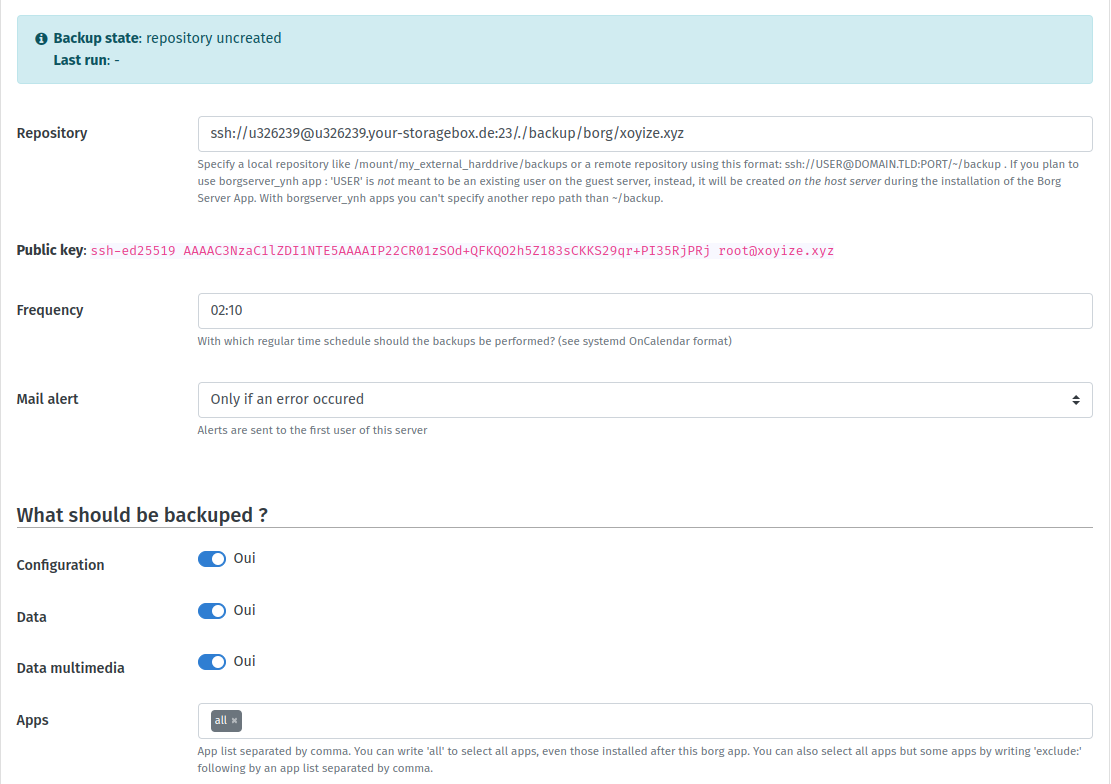 Backup state: repository uncreated
Last run: -
Repository
ssh://u326239@u326239.your-storagebox.de:23/./backup/borg/xoyize.xyz
Specify a local repository like /mount/my_external_harddrive/backups or a remote repository using this format: ssh://USER@DOMAIN.TLD:PORT/~/backup . If you plan to
use borgserver_ynh app : 'USER' is not meant to be an existing user on the guest server, instead, it will be created on the host server during the installation of the Borg
Server App. With borgserver_ynh apps you can't specify another repo path than ~/backup.
Public key: ssh-ed25519 AAAAC3NzaC1lZDI1NTE5AAAAIP22CR01zSOd+QFKQO2h5Z183sCKKS29qr+PI35RjPRj root@xoyize.xyz
Frequency
02:10
With which regular time schedule should the backups be performed? (see systemd OnCalendar format)
Mail alert
Only if an error occured
Alerts are sent to the first user of this server
What should be backuped ?
Configuration
Oui
Data
Oui
Data multimedia
Oui
Apps
all ×
App list separated by comma. You can write 'all' to select all apps, even those installed after this borg app. You can also select all apps but some apps by writing 'exclude:'
following by an app list separated by comma.